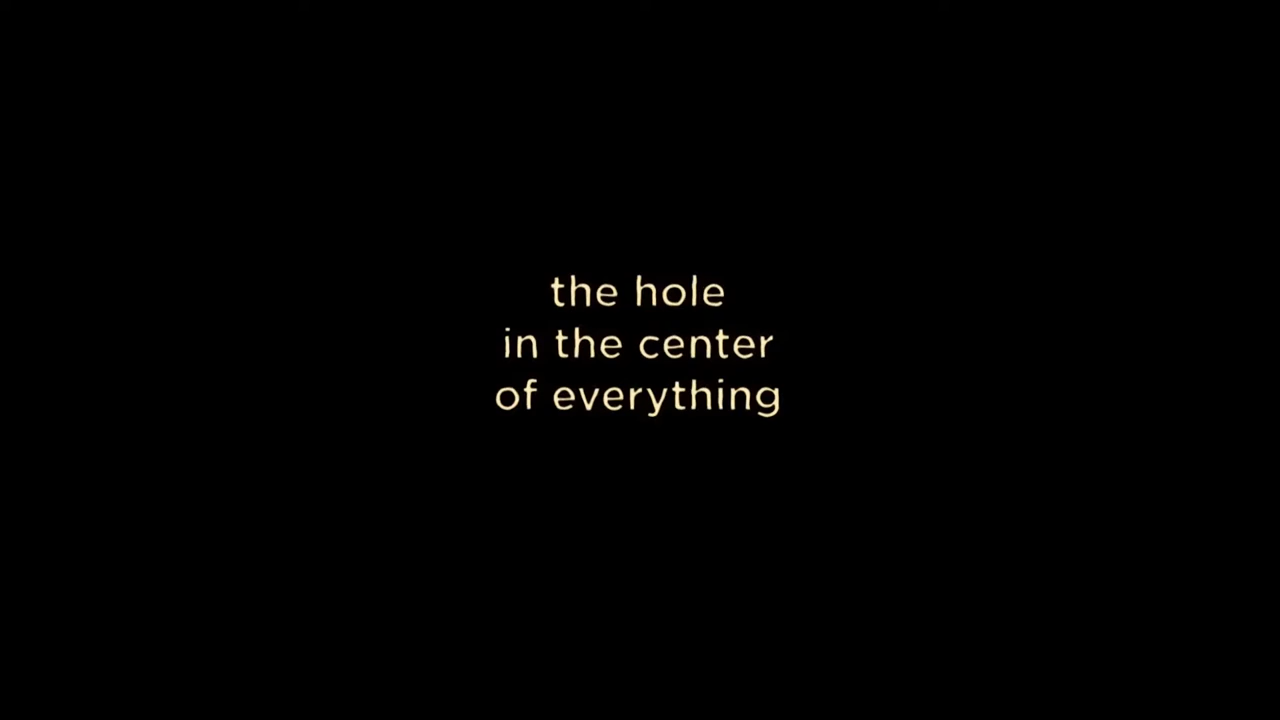 the hole
in the center
of everything